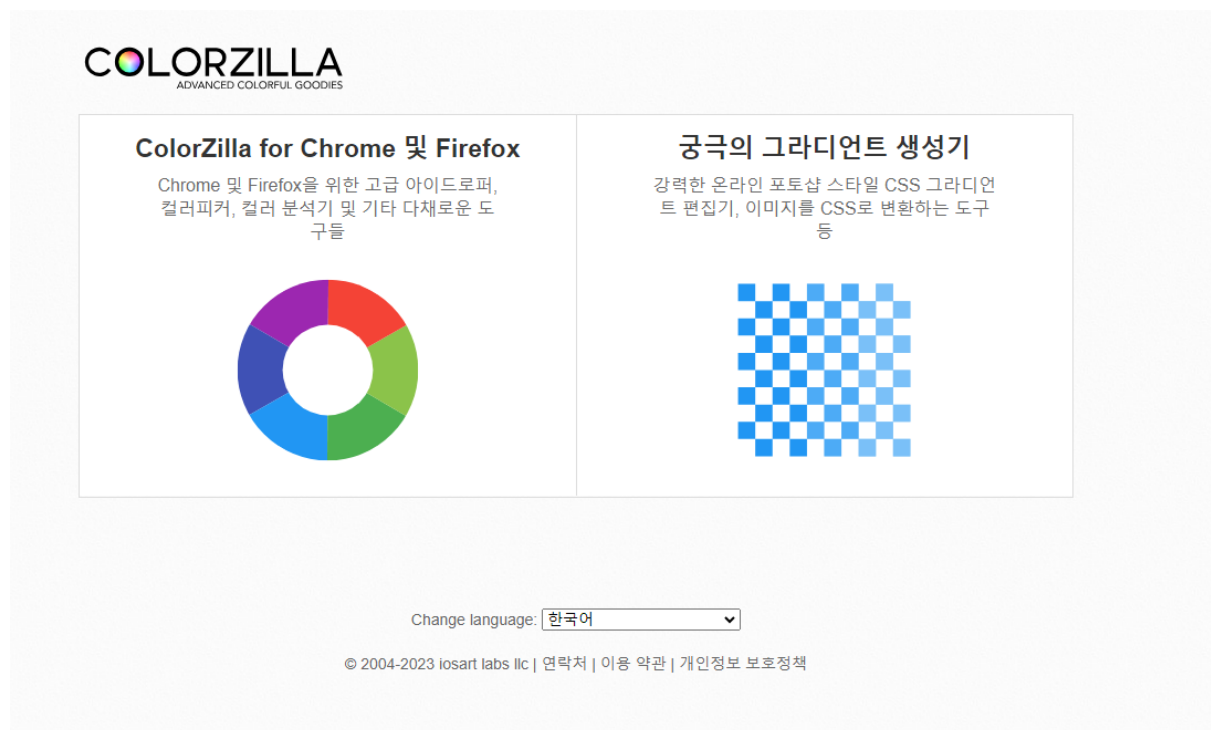 COLORZILLA
ADVANCED COLORFUL GOODIES
ColorZilla for Chrome 및 Firefox
Chrome 및 Firefox을 위한 고급 아이드로퍼,
컬러피커, 컬러 분석기 및 기타 다채로운 도
구들
궁극의 그라디언트 생성기
강력한 온라인 포토샵 스타일 CSS 그라디언
트 편집기, 이미지를 CSS로 변환하는 도구
등
Change language: 한국어
© 2004-2023 iosart labs llc | 연락처 | 이용 약관 | 개인정보 보호정책